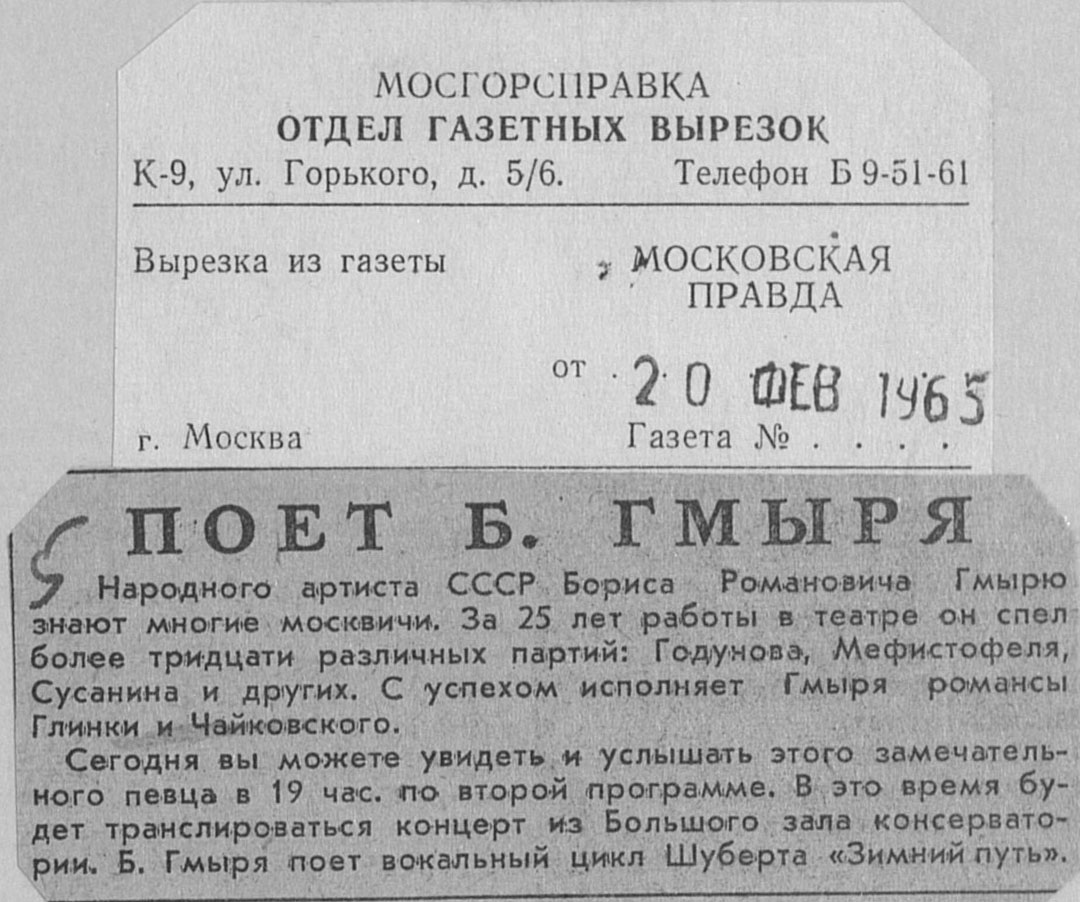 МОСГОРСПРАВКА
ОТДЕЛ ГАЗЕТНЫХ ВЫРЕЗОК
К-9, ул. Горького, д. 5/6. Телефон Б 9-51-61
Вырезка из газеты МОСКОВСКАЯ
ПРАВДА
от 20 ФЕВ 1965
г. Москва Газета № . . . .
ПОЕТ Б. ГМЫРЯ
Народного артиста СССР Бориса Романовича Гмырю
знают многие москвичи. За 25 лет работы в театре он спел
более тридцати различных партий: Годунова, Мефистофеля,
Сусанина и других. С успехом исполняет Гмыря романсы
Глинки и Чайковского.
Сегодня вы можете увидеть и услышать этого замечатель-
ного певца в 19 час. по второй программе. В это время бу-
дет транслироваться концерт из Большого зала консервато-
рии. Б. Гмыря поет вокальный цикл Шуберта «Зимний путь».